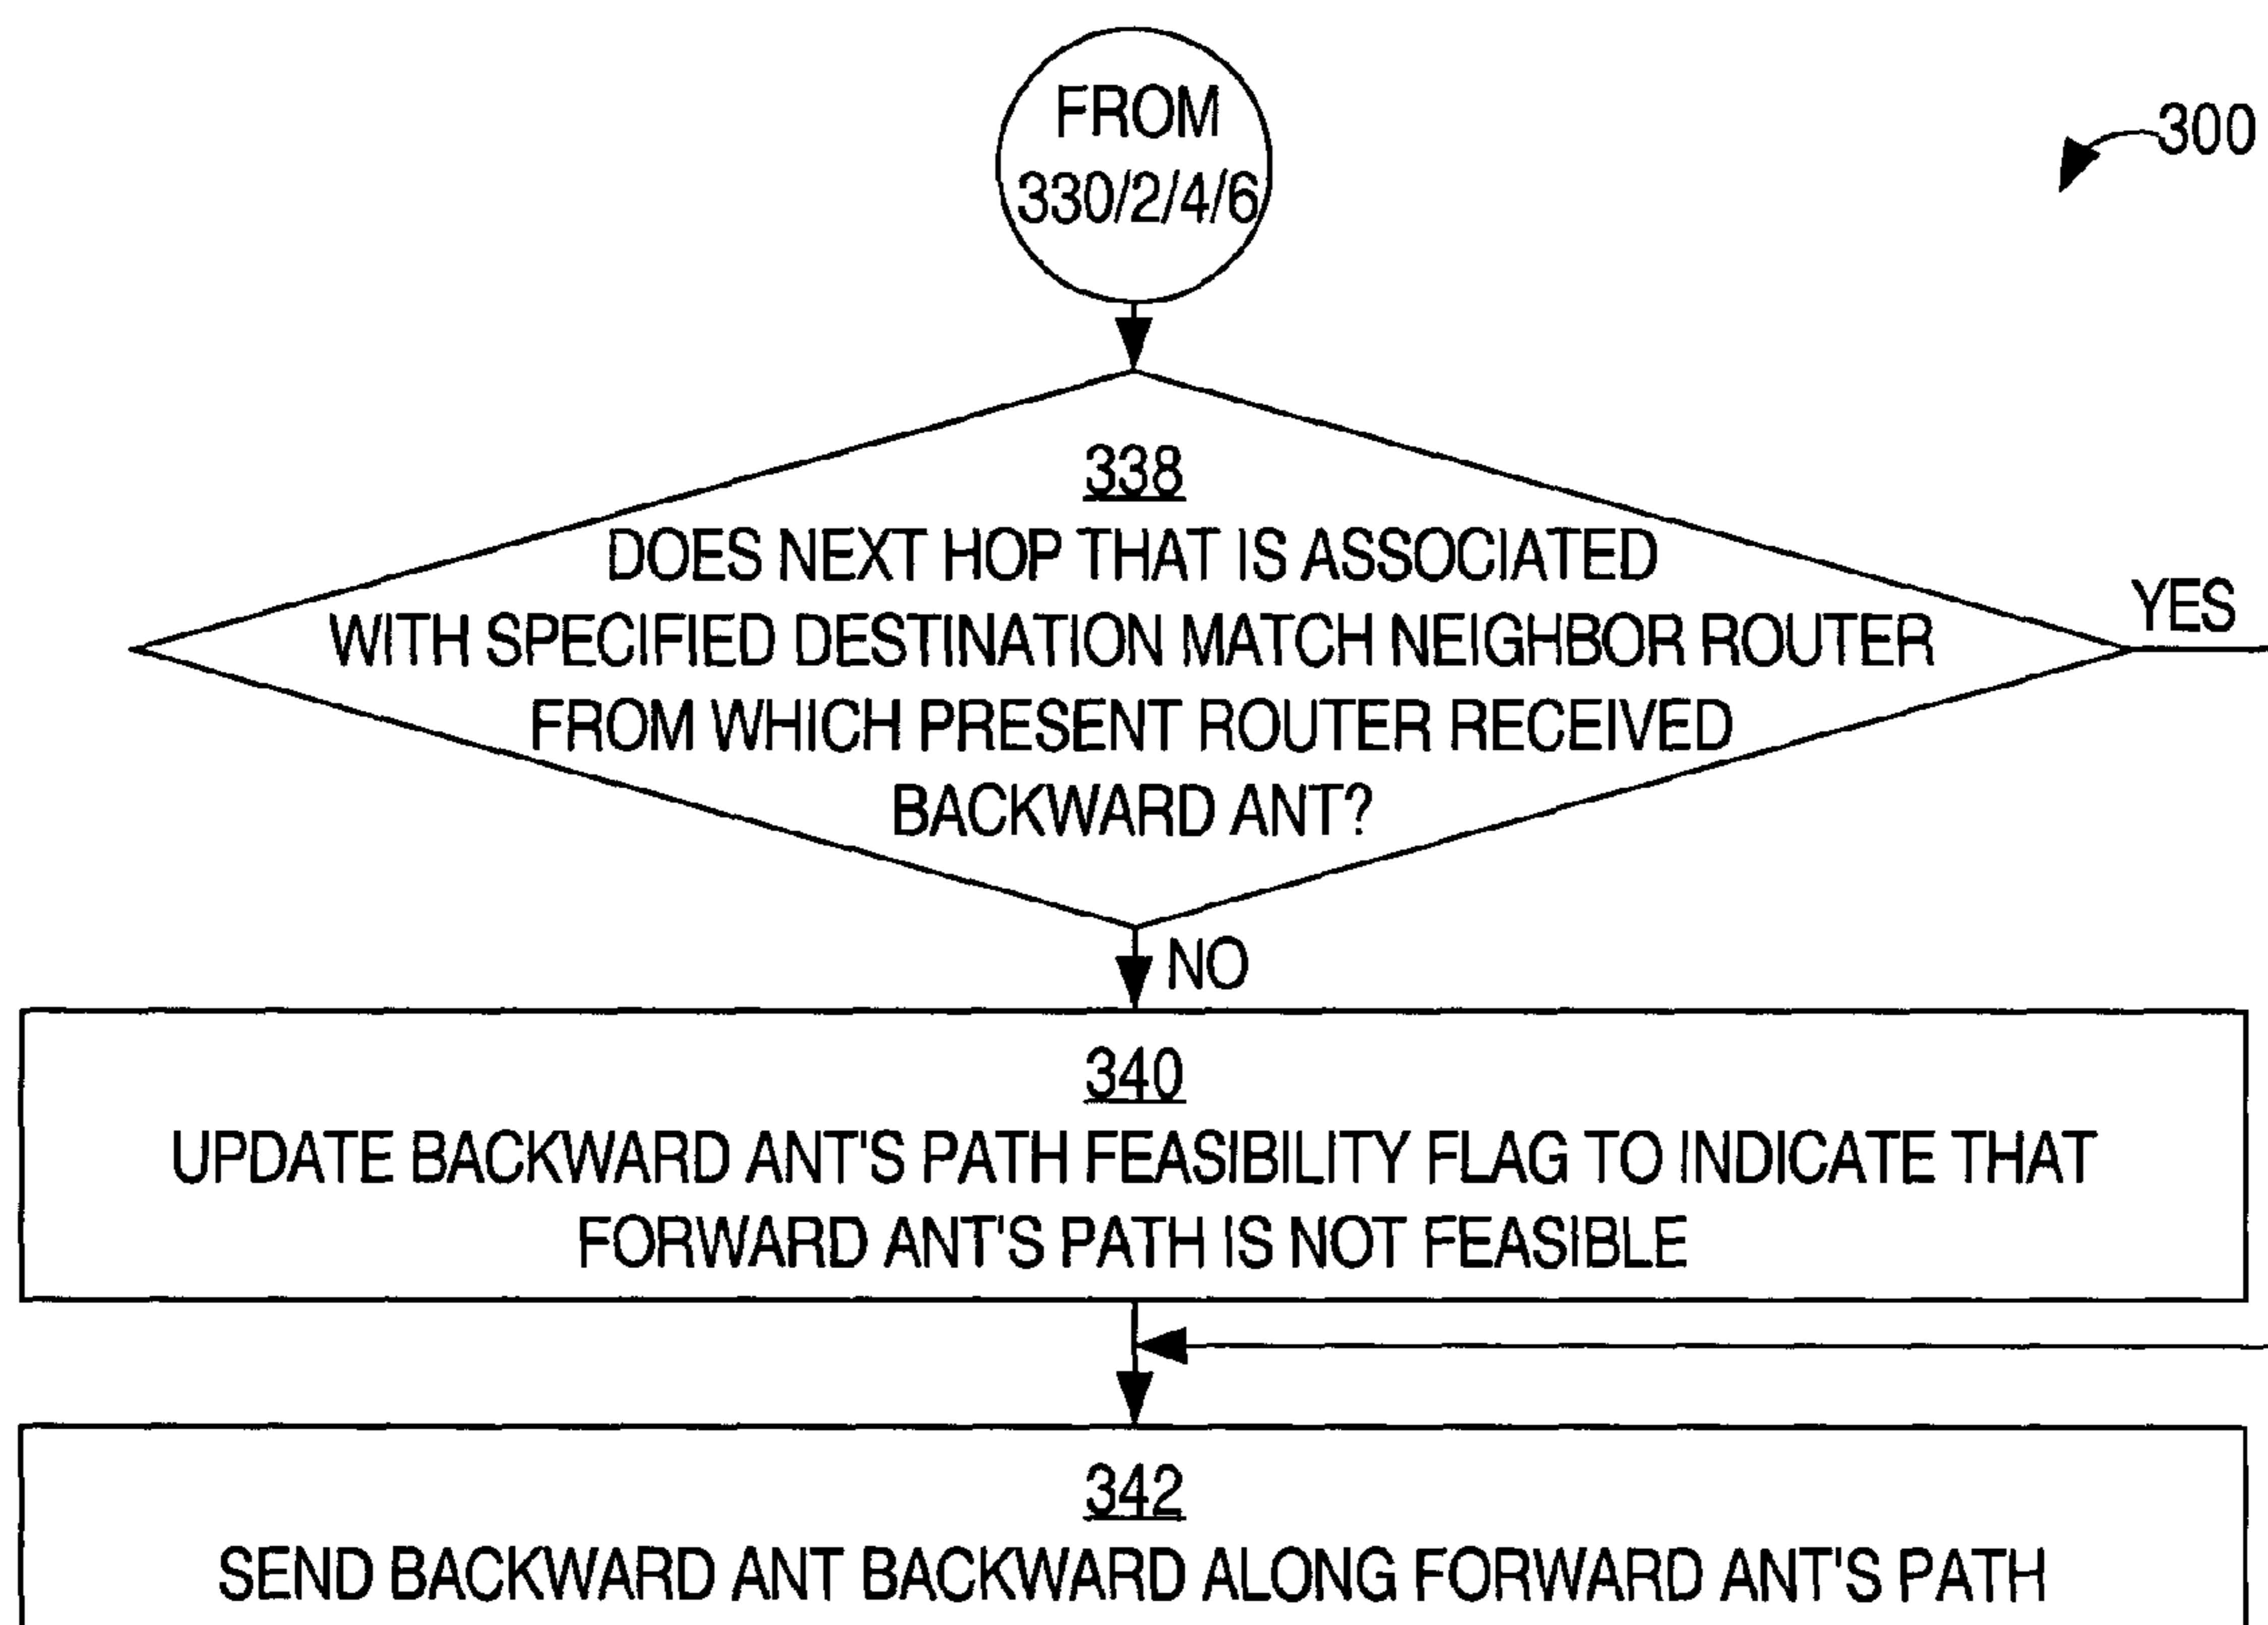 FROM
330/2/4/6
300
338
DOES NEXT HOP THAT IS ASSOCIATED
WITH SPECIFIED DESTINATION MATCH NEIGHBOR ROUTER
FROM WHICH PRESENT ROUTER RECEIVED
BACKWARD ANT?
YES
NO
340
UPDATE BACKWARD ANT'S PATH FEASIBILITY FLAG TO INDICATE THAT
FORWARD ANT'S PATH IS NOT FEASIBLE
342
SEND BACKWARD ANT BACKWARD ALONG FORWARD ANT'S PATH